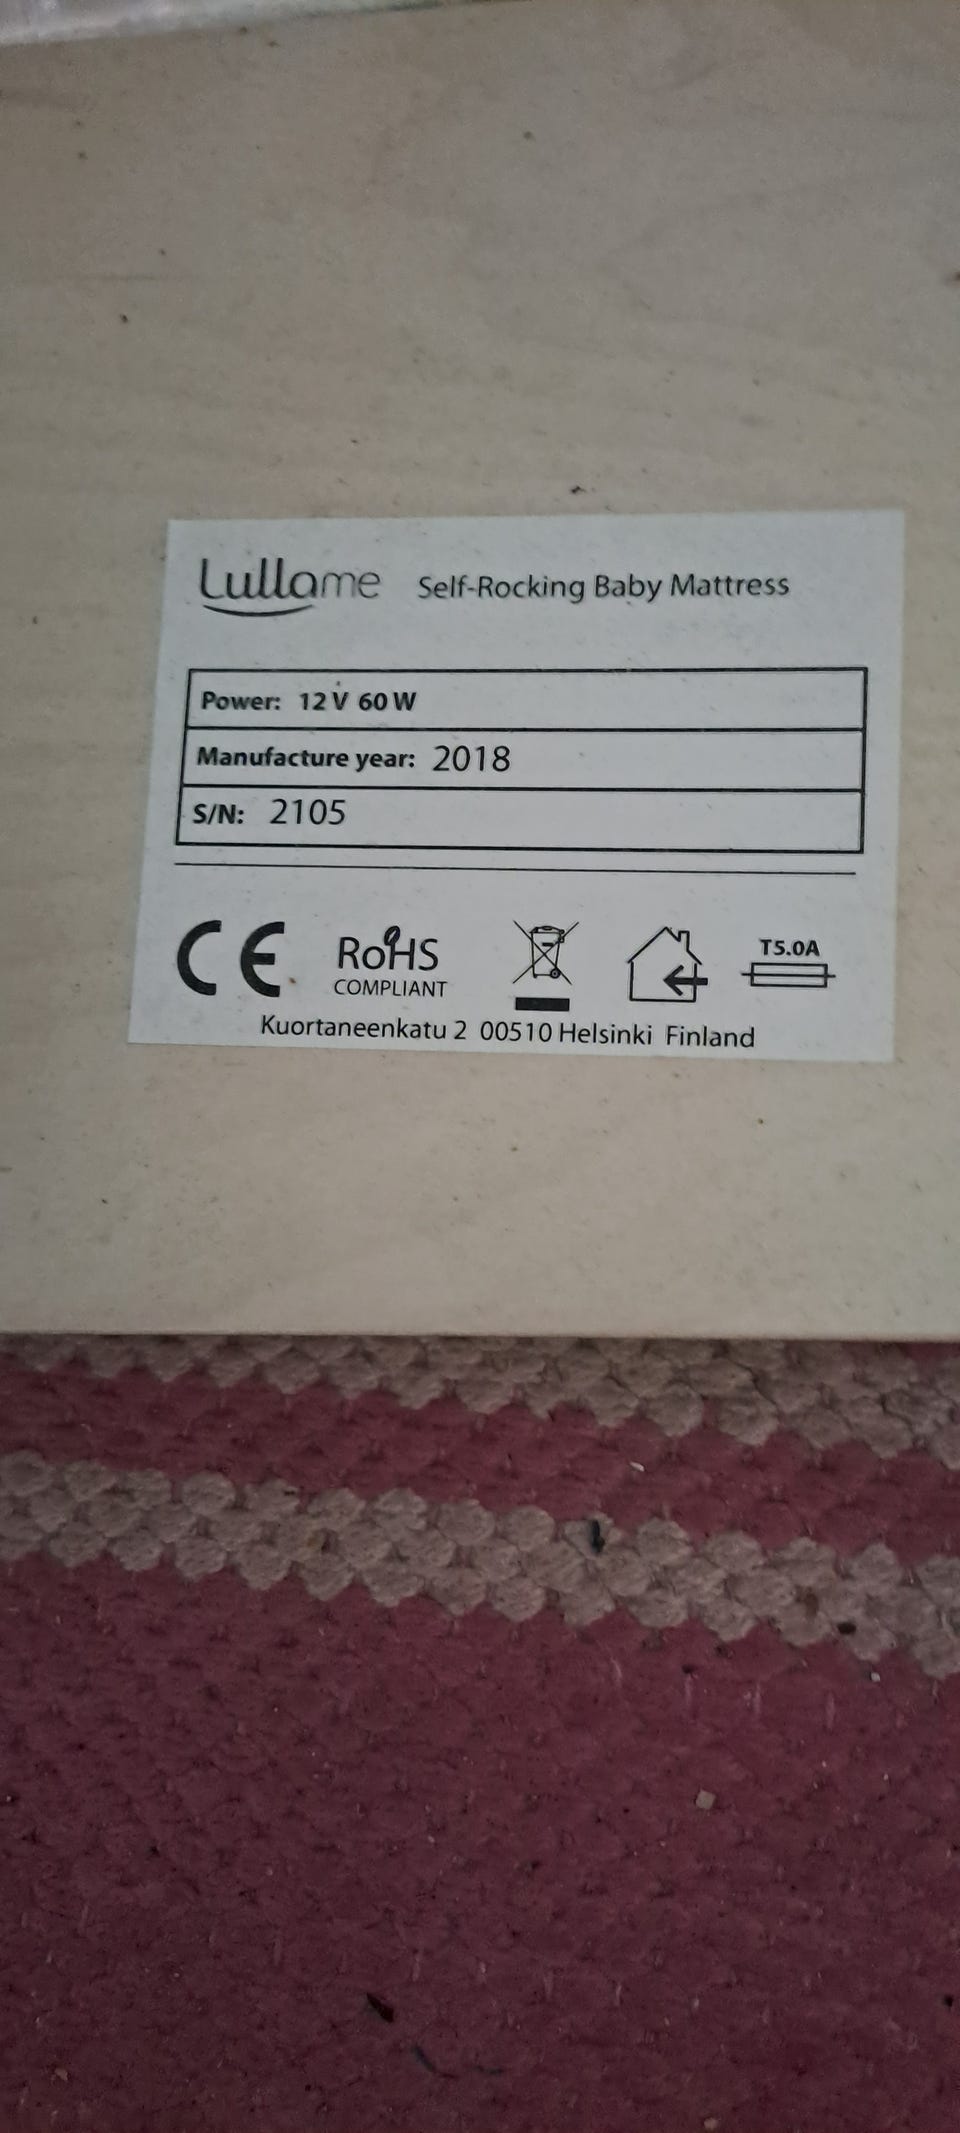 Lullame Self-Rocking Baby Mattress
Power: 12 V 60 W
Manufacture year: 2018
S/N: 2105
CE RoHS T5.0A
COMPLIANT
Kuortaneenkatu 2 00510 Helsinki Finland